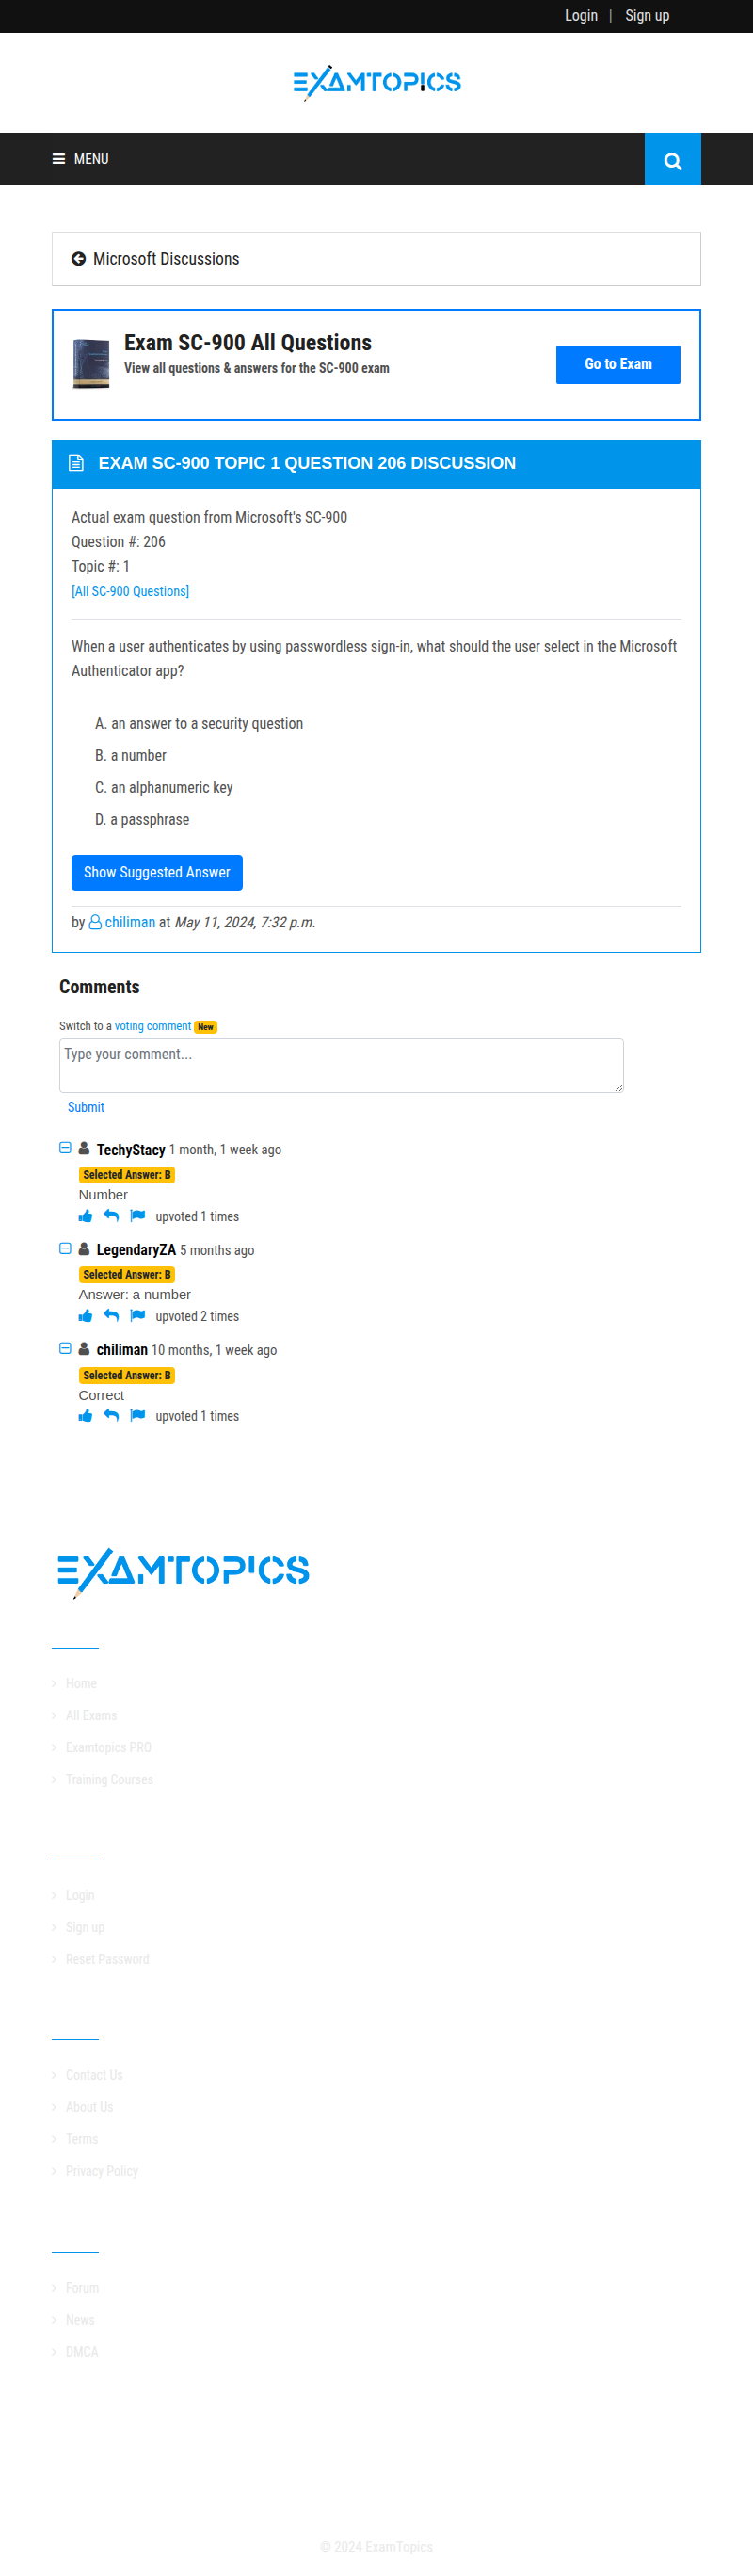 Login | Sign up
EXAMTOPICS
MENU
Microsoft Discussions
Exam SC-900 All Questions
View all questions & answers for the SC-900 exam
Go to Exam
EXAM SC-900 TOPIC 1 QUESTION 206 DISCUSSION
Actual exam question from Microsoft's SC-900
Question #: 206
Topic #: 1
[All SC-900 Questions]
When a user authenticates by using passwordless sign-in, what should the user select in the Microsoft
Authenticator app?
A. an answer to a security question
B. a number
C. an alphanumeric key
D. a passphrase
Show Suggested Answer
by chiliman at May 11, 2024, 7:32 p.m.
Comments
Switch to a voting comment New
Type your comment...
Submit
TechyStacy 1 month, 1 week ago
Selected Answer: B
Number
upvoted 1 times
LegendaryZA 5 months ago
Selected Answer: B
Answer: a number
upvoted 2 times
chiliman 10 months, 1 week ago
Selected Answer: B
Correct
upvoted 1 times
EXAMTOPICS
Home
All Exams
Examtopics PRO
Training Courses
Login
Sign up
Reset Password
Contact Us
About Us
Terms
Privacy Policy
Forum
News
DMCA
© 2024 ExamTopics